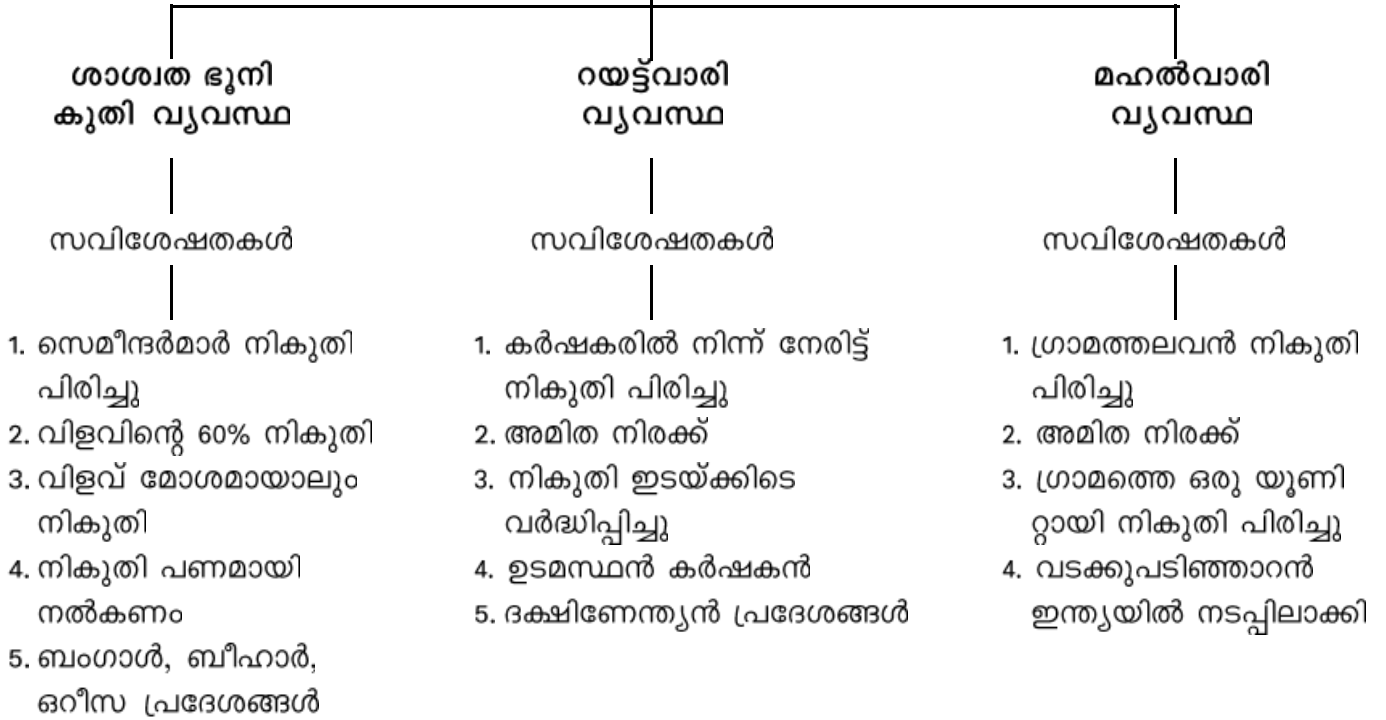 ശാശ്വത ഭൂനി
കുതി വ്യവസ്ഥ
സവിശേഷതകൾ
1. സെമീന്ദർമാർ നികുതി
പിരിച്ചു
2. വിളവിന്റെ 60% നികുതി
3. വിളവ് മോശമായാലും
നികുതി
4. നികുതി പണമായി
നൽകണം
5. ബംഗാൾ, ബീഹാർ,
ഒറീസ പ്രദേശങ്ങൾ
റയട്ട്വാരി
വ്യവസ്ഥ
സവിശേഷതകൾ
1. കർഷകരിൽ നിന്ന് നേരിട്ട്
നികുതി പിരിച്ചു
2. അമിത നിരക്ക്
3. നികുതി ഇടയ്ക്കിടെ
വർദ്ധിപ്പിച്ചു
4. ഉടമസ്ഥൻ കർഷകൻ
5. ദക്ഷിണേന്ത്യൻ പ്രദേശങ്ങൾ
മഹൽവാരി
വ്യവസ്ഥ
സവിശേഷതകൾ
1. ഗ്രാമത്തലവൻ നികുതി
പിരിച്ചു
2. അമിത നിരക്ക്
3. ഗ്രാമത്തെ ഒരു യൂണി
റ്റായി നികുതി പിരിച്ചു
4. വടക്കുപടിഞ്ഞാറൻ
ഇന്ത്യയിൽ നടപ്പിലാക്കി